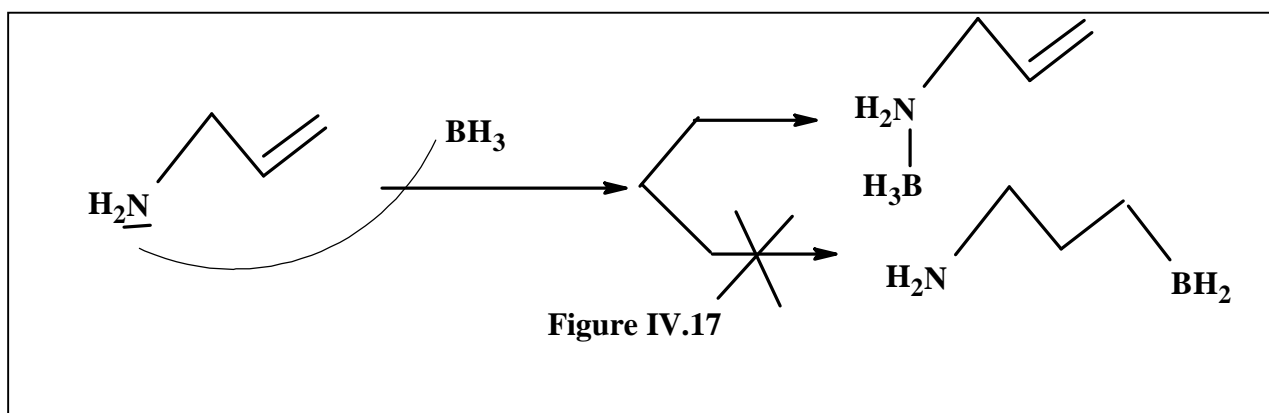 H₂N
BH₃
H₂N
H₃B
H₂N
BH₂
Figure IV.17